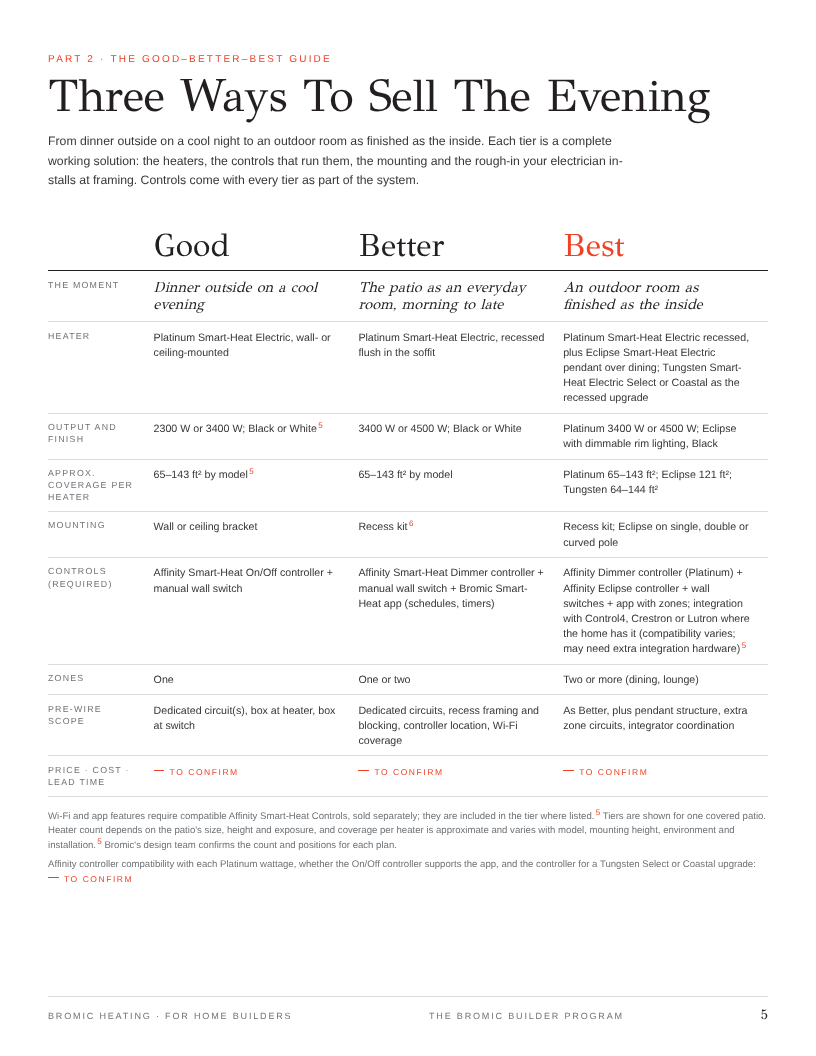 PART 2 · THE GOOD–BETTER–BEST GUIDE
Three Ways To Sell The Evening
From dinner outside on a cool night to an outdoor room as finished as the inside. Each tier is a complete
working solution: the heaters, the controls that run them, the mounting and the rough-in your electrician in-
stalls at framing. Controls come with every tier as part of the system.
Good Better Best
THE MOMENT
Dinner outside on a cool
evening
The patio as an everyday
room, morning to late
An outdoor room as
finished as the inside
HEATER
Platinum Smart-Heat Electric, wall- or
ceiling-mounted
Platinum Smart-Heat Electric, recessed
flush in the soffit
Platinum Smart-Heat Electric recessed,
plus Eclipse Smart-Heat Electric
pendant over dining; Tungsten Smart-
Heat Electric Select or Coastal as the
recessed upgrade
OUTPUT AND
FINISH
2300 W or 3400 W; Black or White 5
3400 W or 4500 W; Black or White
Platinum 3400 W or 4500 W; Eclipse
with dimmable rim lighting, Black
APPROX.
COVERAGE PER
HEATER
65–143 ft² by model 5
65–143 ft² by model
Platinum 65–143 ft²; Eclipse 121 ft²;
Tungsten 64–144 ft²
MOUNTING
Wall or ceiling bracket
Recess kit 6
Recess kit; Eclipse on single, double or
curved pole
CONTROLS
(REQUIRED)
Affinity Smart-Heat On/Off controller +
manual wall switch
Affinity Smart-Heat Dimmer controller +
manual wall switch + Bromic Smart-
Heat app (schedules, timers)
Affinity Dimmer controller (Platinum) +
Affinity Eclipse controller + wall
switches + app with zones; integration
with Control4, Crestron or Lutron where
the home has it (compatibility varies;
may need extra integration hardware) 5
ZONES
One
One or two
Two or more (dining, lounge)
PRE-WIRE
SCOPE
Dedicated circuit(s), box at heater, box
at switch
Dedicated circuits, recess framing and
blocking, controller location, Wi-Fi
coverage
As Better, plus pendant structure, extra
zone circuits, integrator coordination
PRICE · COST ·
LEAD TIME
— TO CONFIRM
— TO CONFIRM
— TO CONFIRM
Wi-Fi and app features require compatible Affinity Smart-Heat Controls, sold separately; they are included in the tier where listed. 5 Tiers are shown for one covered patio.
Heater count depends on the patio's size, height and exposure, and coverage per heater is approximate and varies with model, mounting height, environment and
installation. 5 Bromic's design team confirms the count and positions for each plan.
Affinity controller compatibility with each Platinum wattage, whether the On/Off controller supports the app, and the controller for a Tungsten Select or Coastal upgrade:
— TO CONFIRM
BROMIC HEATING · FOR HOME BUILDERS THE BROMIC BUILDER PROGRAM 5